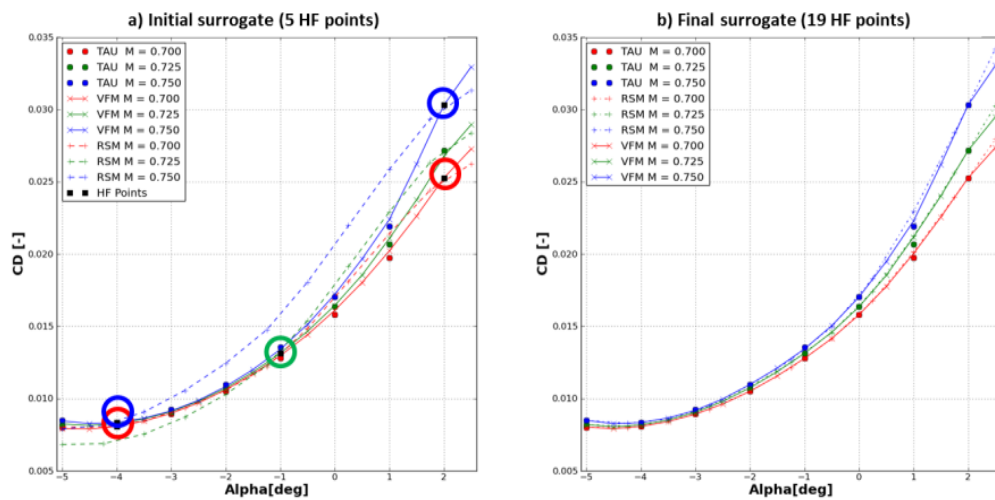 a) Initial surrogate (5 HF points)
0.035
0.030
0.025
0.020
0.015
0.010
0.005
CD [-]
TAU M = 0.700
TAU M = 0.725
TAU M = 0.750
VFM M = 0.700
VFM M = 0.725
VFM M = 0.750
RSM M = 0.700
RSM M = 0.725
RSM M = 0.750
HF Points
−5 −4 −3 −2 −1 0 1 2
Alpha[deg]
b) Final surrogate (19 HF points)
0.035
0.030
0.025
0.020
0.015
0.010
0.005
CD [-]
TAU M = 0.700
TAU M = 0.725
TAU M = 0.750
RSM M = 0.700
RSM M = 0.725
RSM M = 0.750
VFM M = 0.700
VFM M = 0.725
VFM M = 0.750
−5 −4 −3 −2 −1 0 1 2
Alpha[deg]